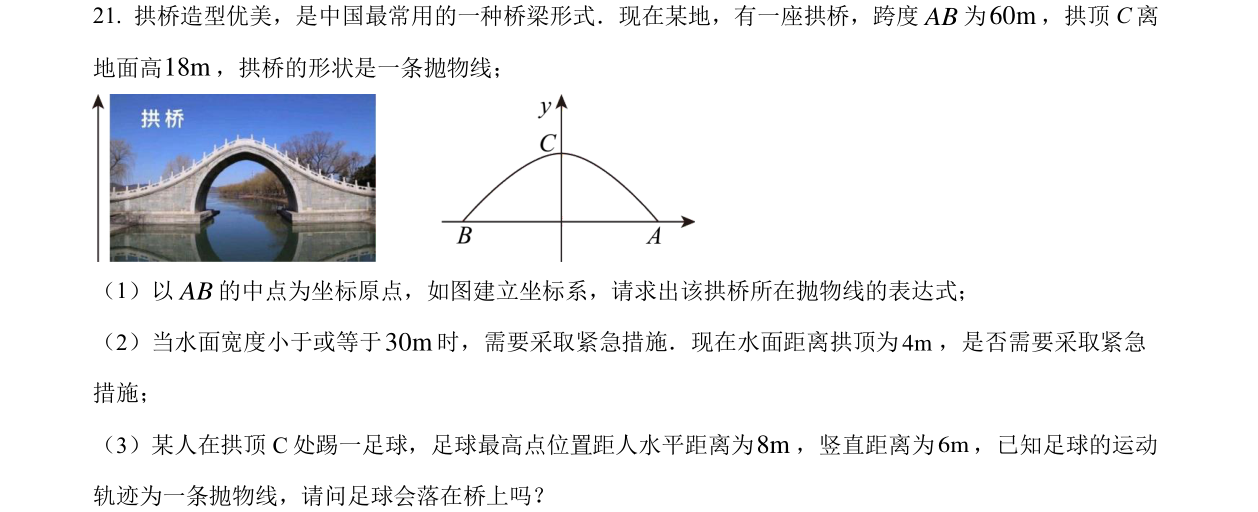 21. 拱桥造型优美，是中国最常用的一种桥梁形式．现在某地，有一座拱桥，跨度 AB 为60m，拱顶 C 离
地面高18m，拱桥的形状是一条抛物线；
拱桥
y
C
B
A
（1）以 AB 的中点为坐标原点，如图建立坐标系，请求出该拱桥所在抛物线的表达式；
（2）当水面宽度小于或等于30m时，需要采取紧急措施．现在水面距离拱顶为4m，是否需要采取紧急
措施；
（3）某人在拱顶 C 处踢一足球，足球最高点位置距人水平距离为8m，竖直距离为6m，已知足球的运动
轨迹为一条抛物线，请问足球会落在桥上吗？